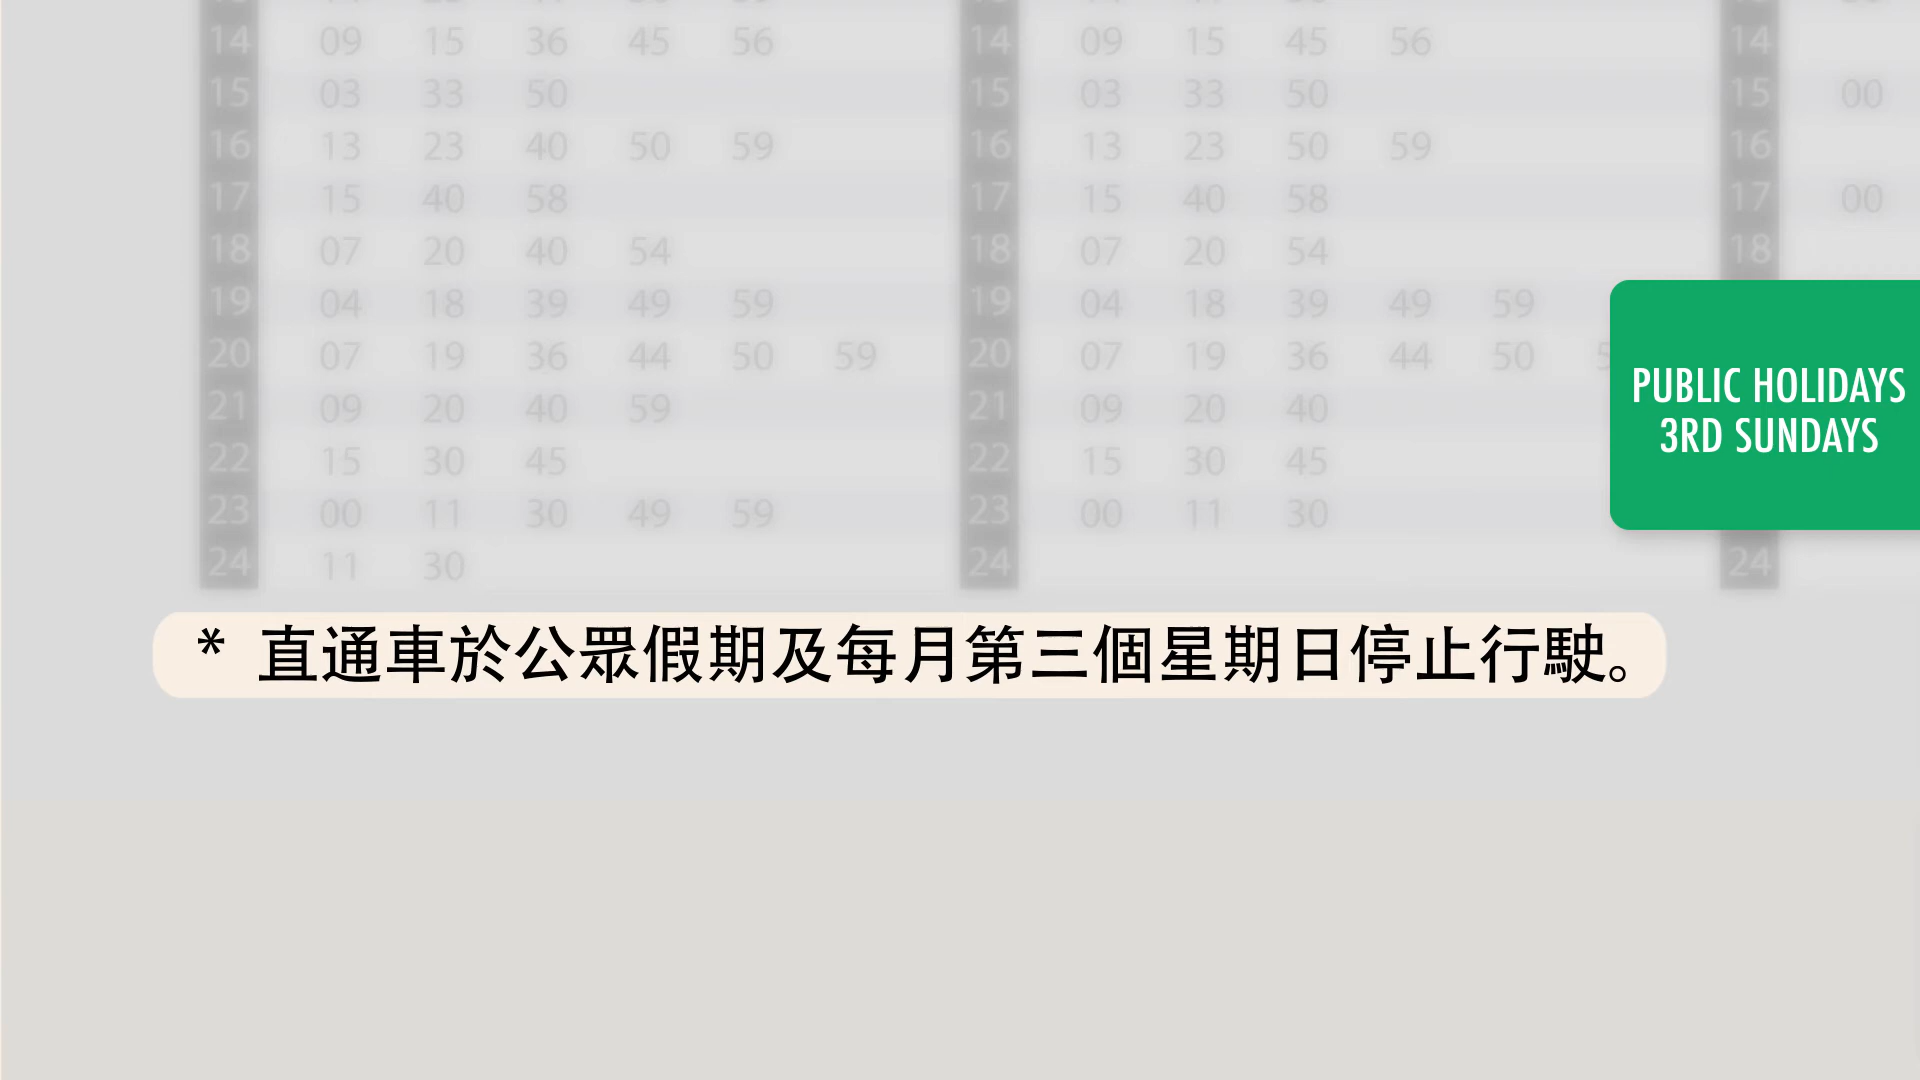 14 09 15 36 45 56 14 09 15 45 56 14
15 03 33 50 15 03 33 50 15 00
16 13 23 40 50 59 16 13 23 50 59 16
17 15 40 58 17 15 40 58 17 00
18 07 20 40 54 18 07 20 54 18
19 04 18 39 49 59 19 04 18 39 49 59
20 07 19 36 44 50 59 20 07 19 36 44 50
21 09 20 40 59 21 09 20 40
22 15 30 45 22 15 30 45
23 00 11 30 49 59 23 00 11 30
24 11 30 24 24
PUBLIC HOLIDAYS
3RD SUNDAYS
* 直通車於公眾假期及每月第三個星期日停止行駛。